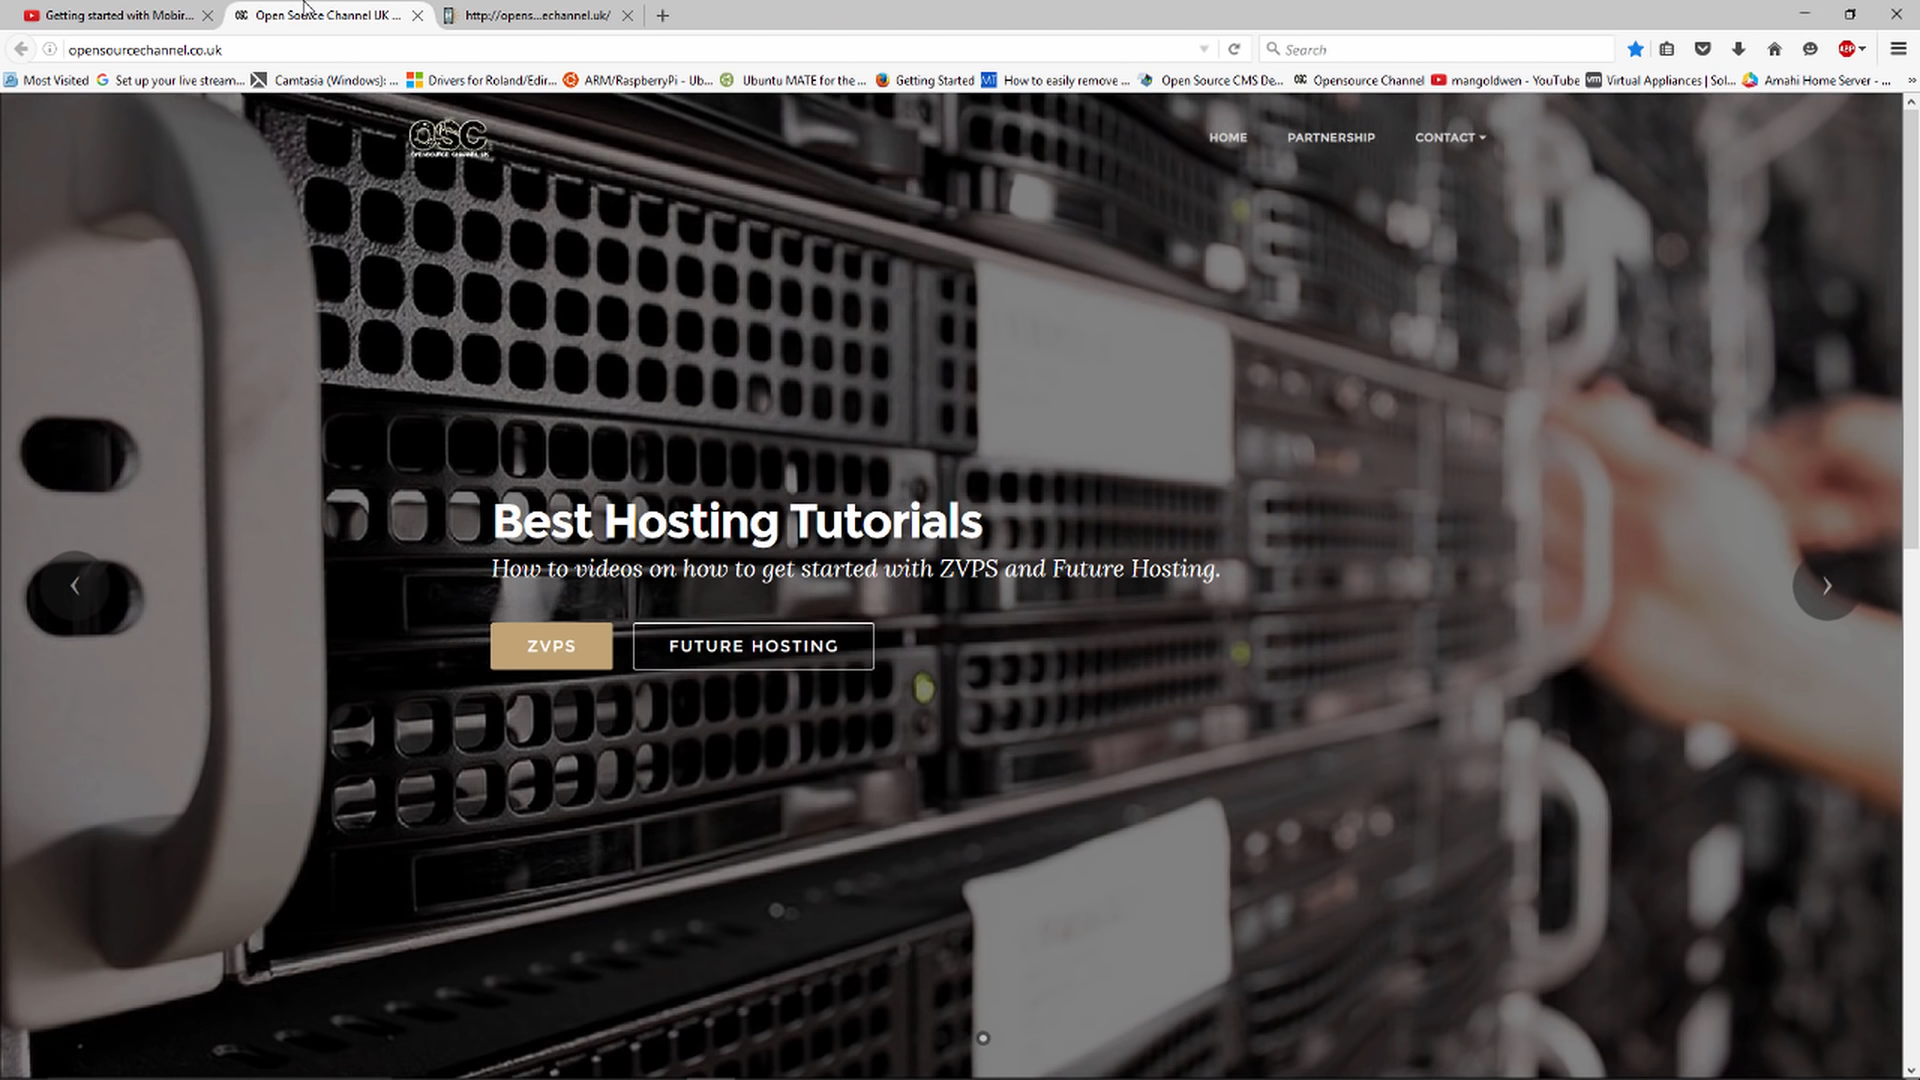 Getting started with Mobir...
Open Source Channel UK ...
http://opens...echannel.uk/
opensourcechannel.co.uk
Search
Most Visited
Set up your live stream...
Camtasia (Windows): ...
Drivers for Roland/Edir...
ARM/RaspberryPi - Ub...
Ubuntu MATE for the ...
Getting Started
How to easily remove ...
Open Source CMS De...
Opensource Channel
mangoldwen - YouTube
Virtual Appliances | Sol...
Amahi Home Server - ...
OSC
OPENSOURCE CHANNEL UK
HOME
PARTNERSHIP
CONTACT
Best Hosting Tutorials
How to videos on how to get started with ZVPS and Future Hosting.
ZVPS
FUTURE HOSTING